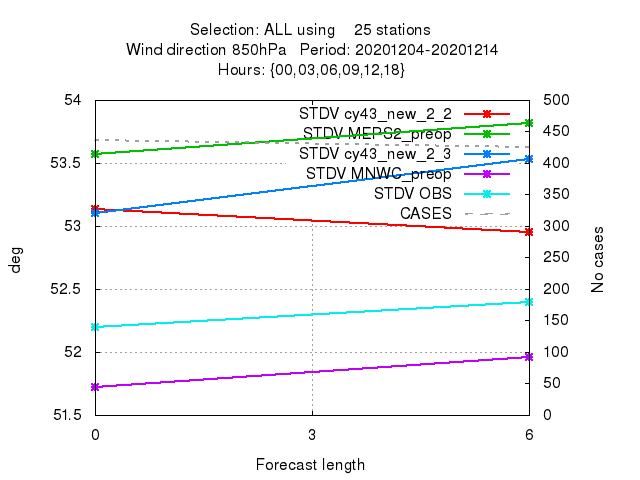 Selection: ALL using    25 stations
Wind direction 850hPa   Period: 20201204-20201214
Hours: {00,03,06,09,12,18}
54
53.5
53
52.5
52
51.5
deg
STDV cy43_new_2_2
STDV MEPS2_preop
STDV cy43_new_2_3
STDV MNWC_preop
STDV OBS
CASES
500
450
400
350
300
250
200
150
100
50
0
No cases
0 3 6
Forecast length